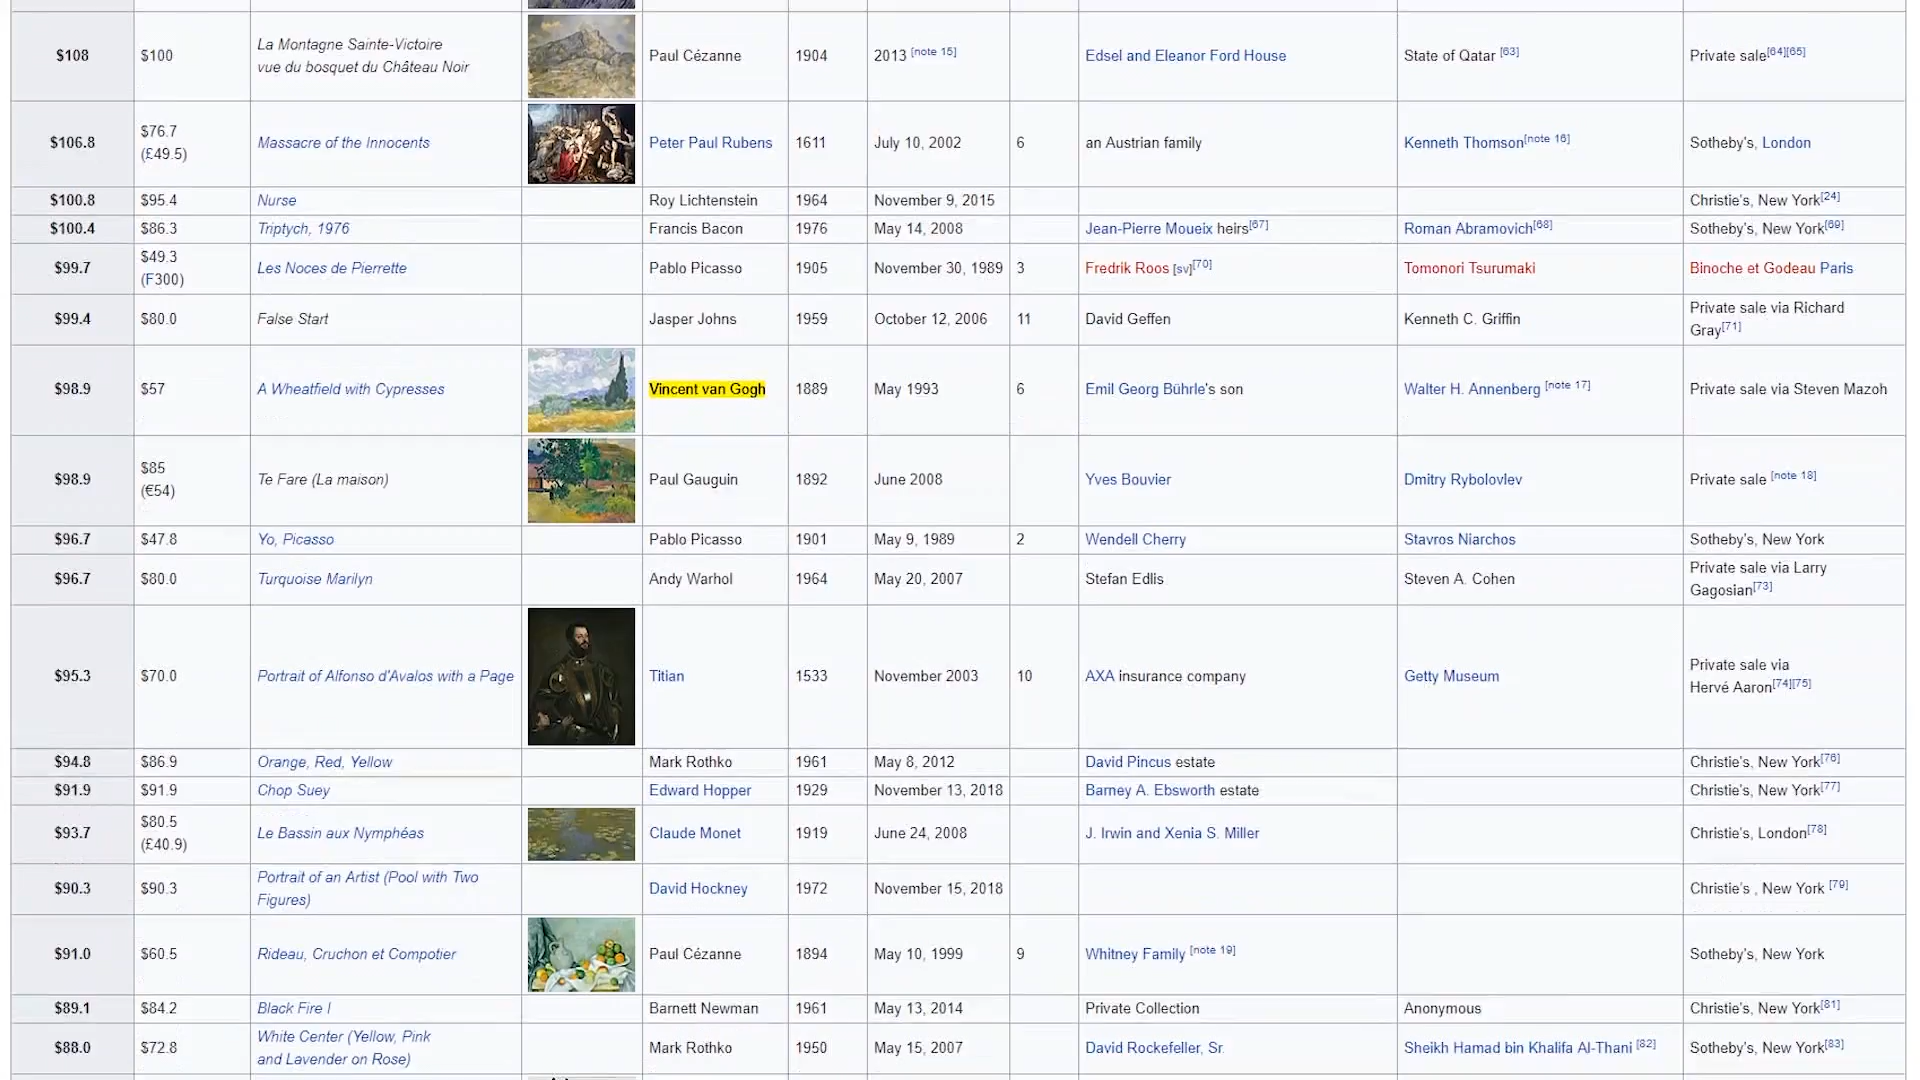 $108 $100 La Montagne Sainte-Victoire Paul Cézanne 1904 2013 [note 15] Edsel and Eleanor Ford House State of Qatar [63] Private sale[64][65]
vue du bosquet du Château Noir
$106.8 $76.7 Massacre of the Innocents Peter Paul Rubens 1611 July 10, 2002 6 an Austrian family Kenneth Thomson[note 16] Sotheby's, London
(£49.5)
$100.8 $95.4 Nurse Roy Lichtenstein 1964 November 9, 2015 Christie's, New York[24]
$100.4 $86.3 Triptych, 1976 Francis Bacon 1976 May 14, 2008 Jean-Pierre Moueix heirs[67] Roman Abramovich[68] Sotheby's, New York[69]
$99.7 $49.3 Les Noces de Pierrette Pablo Picasso 1905 November 30, 1989 3 Fredrik Roos [sv][70] Tomonori Tsurumaki Binoche et Godeau Paris
(F300)
$99.4 $80.0 False Start Jasper Johns 1959 October 12, 2006 11 David Geffen Kenneth C. Griffin Private sale via Richard
Gray[71]
$98.9 $57 A Wheatfield with Cypresses Vincent van Gogh 1889 May 1993 6 Emil Georg Bührle's son Walter H. Annenberg [note 17] Private sale via Steven Mazoh
$98.9 $85 Te Fare (La maison) Paul Gauguin 1892 June 2008 Yves Bouvier Dmitry Rybolovlev Private sale [note 18]
(€54)
$96.7 $47.8 Yo, Picasso Pablo Picasso 1901 May 9, 1989 2 Wendell Cherry Stavros Niarchos Sotheby's, New York
$96.7 $80.0 Turquoise Marilyn Andy Warhol 1964 May 20, 2007 Stefan Edlis Steven A. Cohen Private sale via Larry
Gagosian[73]
$95.3 $70.0 Portrait of Alfonso d'Avalos with a Page Titian 1533 November 2003 10 AXA insurance company Getty Museum Private sale via
Hervé Aaron[74][75]
$94.8 $86.9 Orange, Red, Yellow Mark Rothko 1961 May 8, 2012 David Pincus estate Christie's, New York[76]
$91.9 $91.9 Chop Suey Edward Hopper 1929 November 13, 2018 Barney A. Ebsworth estate Christie's, New York[77]
$93.7 $80.5 Le Bassin aux Nymphéas Claude Monet 1919 June 24, 2008 J. Irwin and Xenia S. Miller Christie's, London[78]
(£40.9)
$90.3 $90.3 Portrait of an Artist (Pool with Two David Hockney 1972 November 15, 2018 Christie's , New York [79]
Figures)
$91.0 $60.5 Rideau, Cruchon et Compotier Paul Cézanne 1894 May 10, 1999 9 Whitney Family [note 19] Sotheby's, New York
$89.1 $84.2 Black Fire I Barnett Newman 1961 May 13, 2014 Private Collection Anonymous Christie's, New York[81]
$88.0 $72.8 White Center (Yellow, Pink Mark Rothko 1950 May 15, 2007 David Rockefeller, Sr. Sheikh Hamad bin Khalifa Al-Thani [82] Sotheby's, New York[83]
and Lavender on Rose)